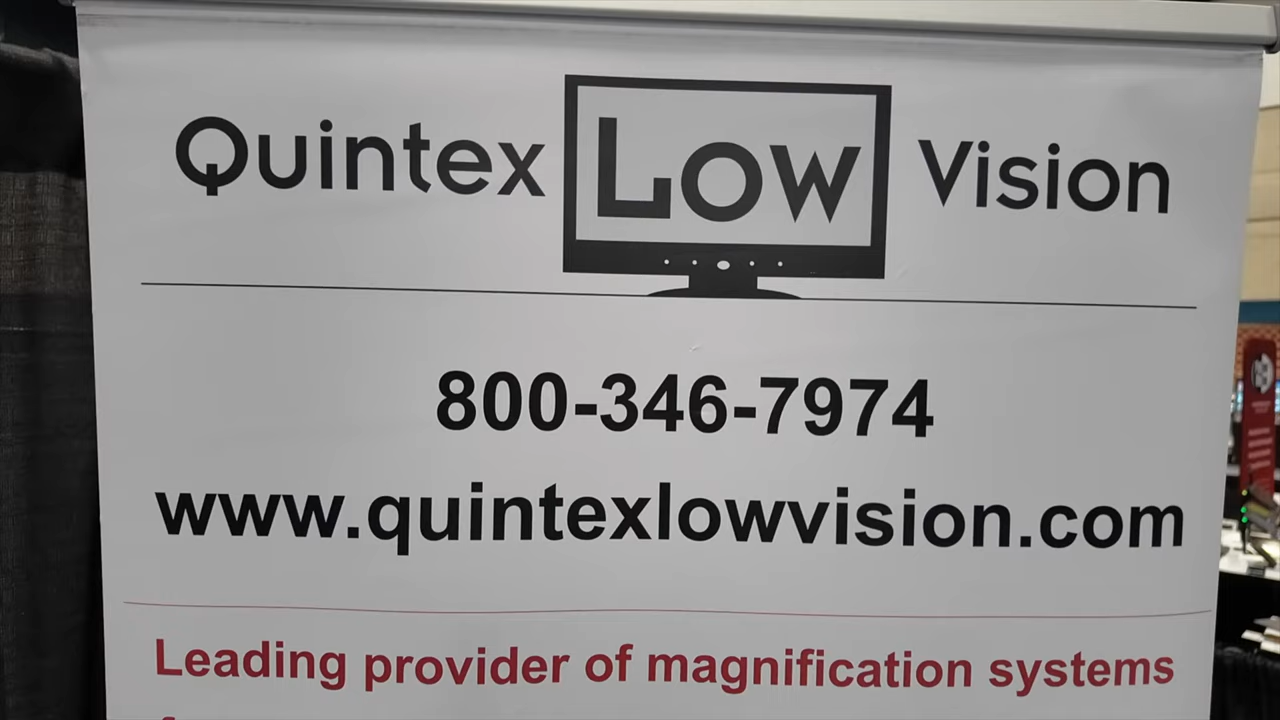 Quintex Low Vision
800-346-7974
www.quintexlowvision.com
Leading provider of magnification systems